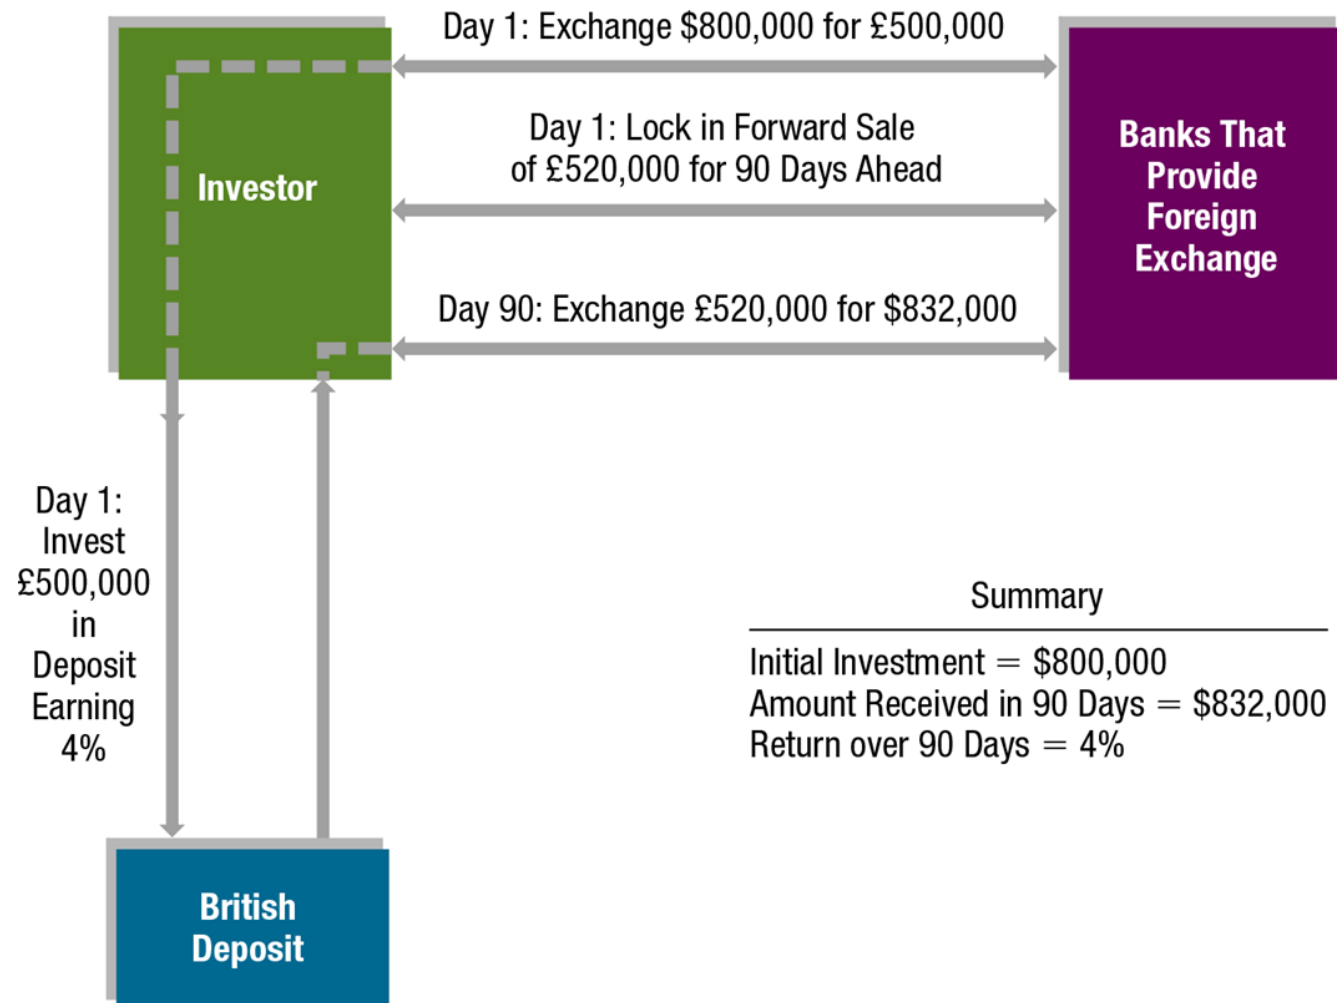 Day 1: Exchange $800,000 for £500,000
Day 1: Lock in Forward Sale
of £520,000 for 90 Days Ahead
Investor
Banks That
Provide
Foreign
Exchange
Day 90: Exchange £520,000 for $832,000
Day 1:
Invest
£500,000
in
Deposit
Earning
4%
Summary
Initial Investment = $800,000
Amount Received in 90 Days = $832,000
Return over 90 Days = 4%
British
Deposit